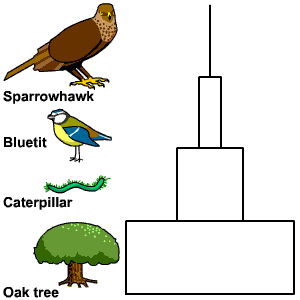 Sparrowhawk
Bluetit
Caterpillar
Oak tree